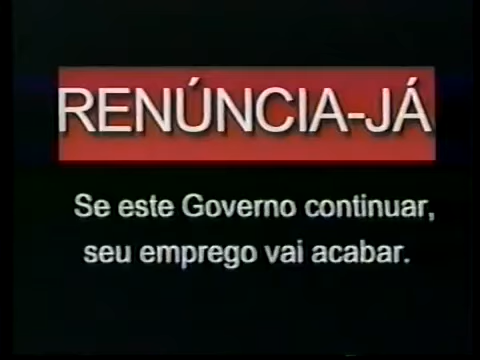 RENÚNCIA-JÁ
Se este Governo continuar,
seu emprego vai acabar.